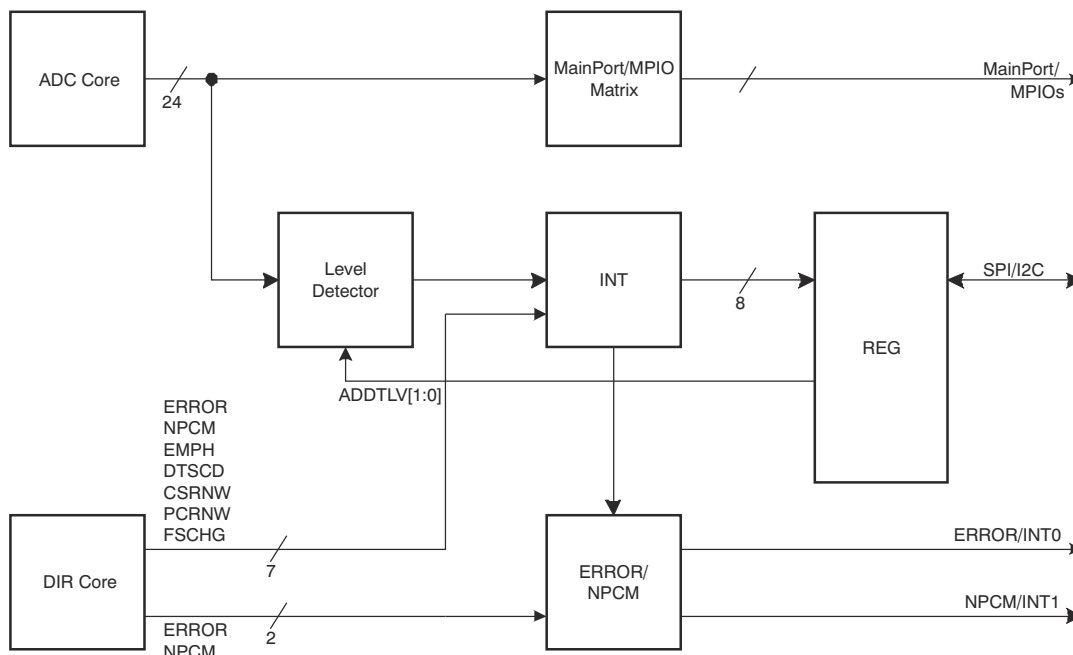 ADC Core
24
MainPort/MPIO
Matrix
MainPort/
MPIOs
Level
Detector
INT
8
REG
SPI/I2C
ADDTLV[1:0]
ERROR
NPCM
EMPH
DTSCD
CSRNW
PCRNW
FSCHG
7
DIR Core
ERROR/
NPCM
ERROR/INT0
NPCM/INT1
2
ERROR
NPCM